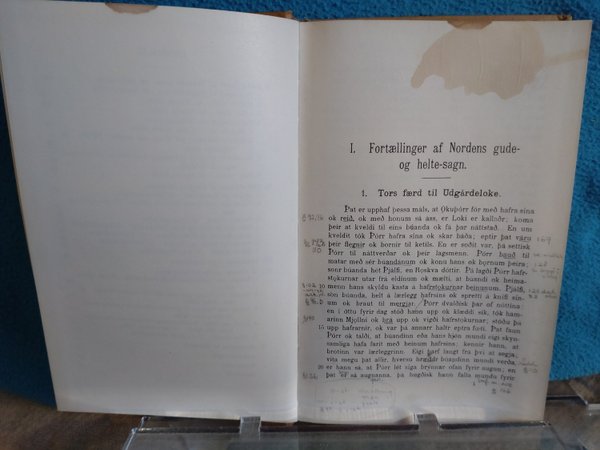 I. Fortællinger af Nordens gude-
og helte-sagn.
1. Tors færd til Udgårdeloke.
Þat er upphaf þessa máls, at Ǫkuþórr fór með hafra sína
ok reið, ok með honum sá áss, er Loki er kallaðr; koma
þeir at kveldi til eins búanda ok fá þar náttstað. En um
kveldit tók Þórr hafra sína ok skar báða; eptir þat váru
þeir flegnir ok bornir til ketils. En er soðit var, þá settisk
Þórr til náttverðar ok þeir lagsmenn. Þórr bauð til
matar með sér búandanum ok konu hans ok bǫrnum þeira;
sonr búanda hét Þjálfi, en Roskva dóttir. Þá lagði Þórr hafr-
stǫkurnar utar frá eldinum ok mælti, at búandi ok heima-
10 menn hans skyldu kasta á hafrstǫkurnar beinunum. Þjálfi,
sonr búanda, helt á lærlegg hafrsins ok spretti á knífi sín-
um ok braut til mergjar. Þórr dvalðisk þar of nóttina-
en í óttu fyrir dag stóð hann upp ok klæddi sik, tók ham-
arinn Mjǫllni ok brá upp ok vígði hafrstǫkurnar; stóðu þá
15 upp hafrarnir, ok var þá annarr haltr eptra fœti. Þat faun
Þórr ok talði, at búandinn eða hans hjón mundi eigi skyn-
samliga hafa farit með beinum hafrsins; kennir hann, at
brotinn var lærleggrinn. Eigi þarf langt frá því at segja,
vita megu þat allir, hversu hræddr búandinn mundi verða,
20 er hann sá, at Þórr lét síga brýnnar ofan fyrir augun, en
þat er sá augnanna, þá hugðisk hann falla mundu fyrir